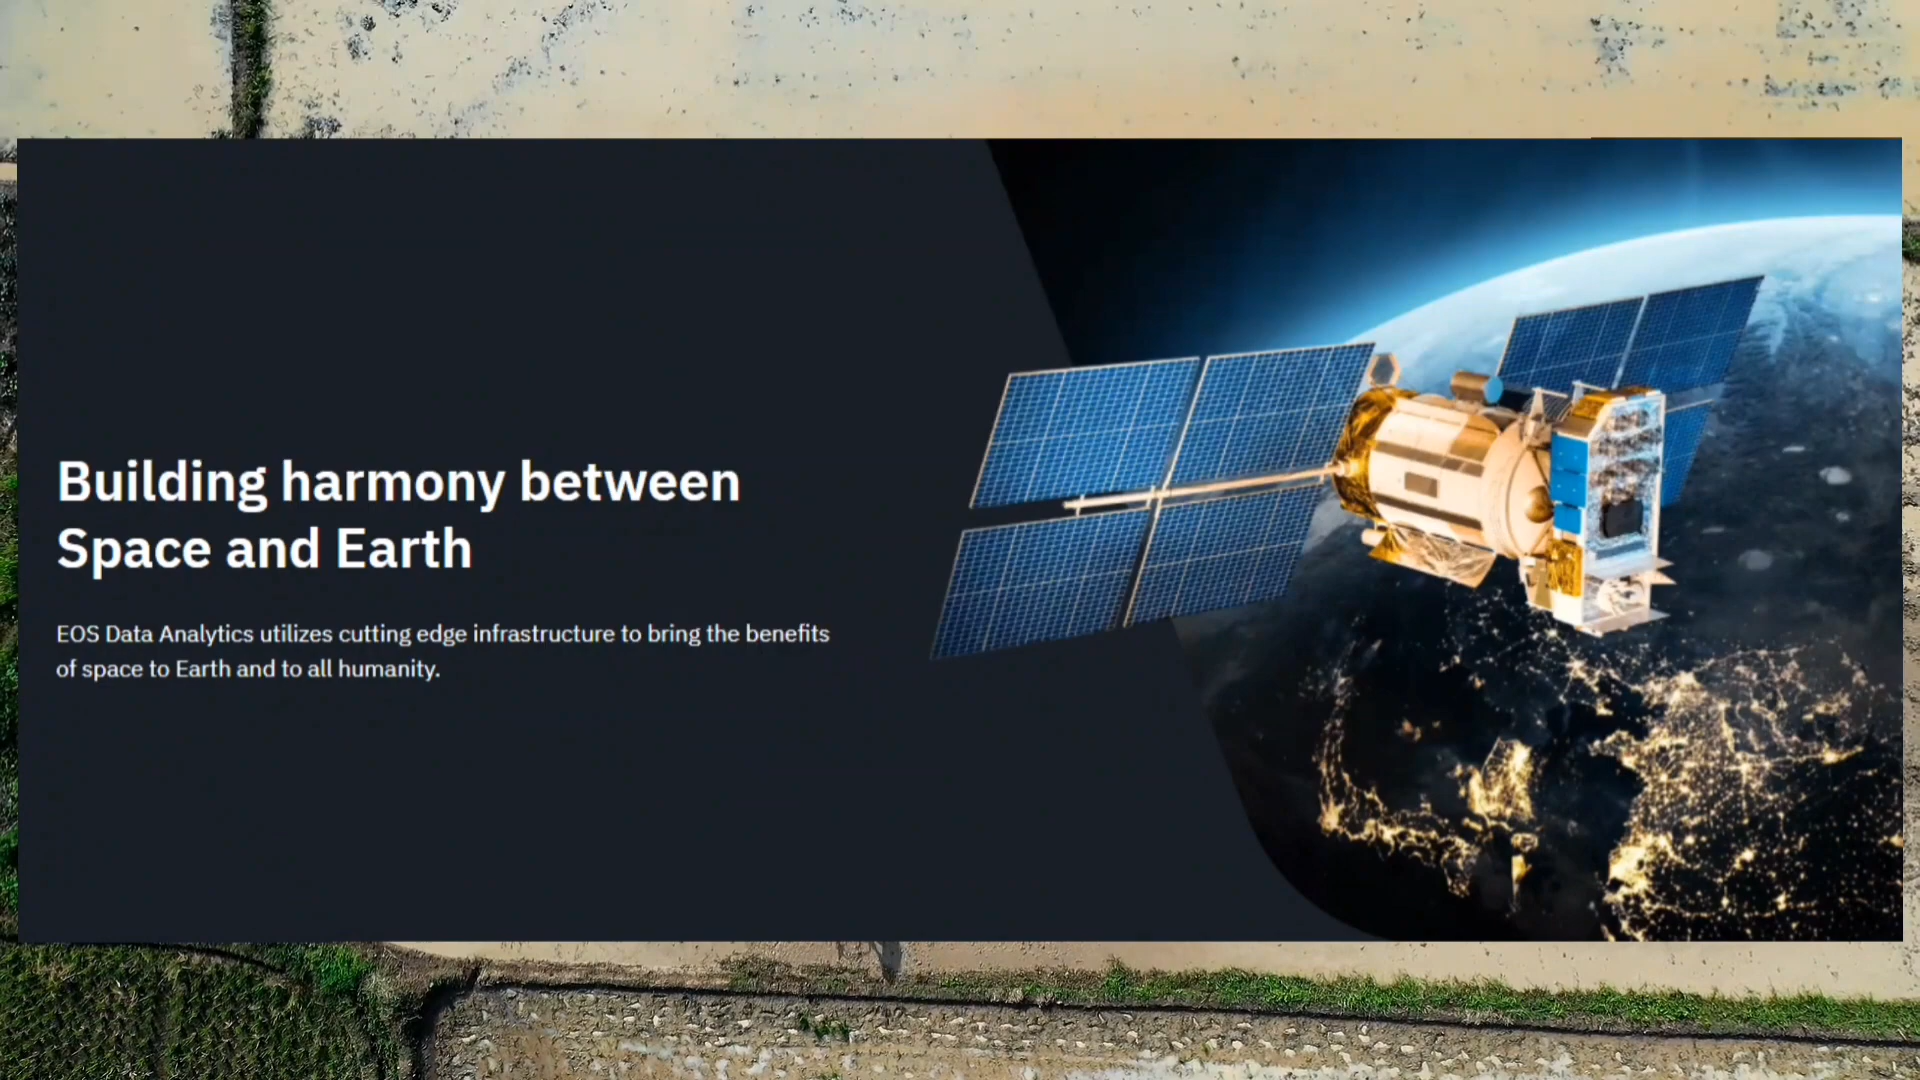 Building harmony between
Space and Earth
EOS Data Analytics utilizes cutting edge infrastructure to bring the benefits
of space to Earth and to all humanity.